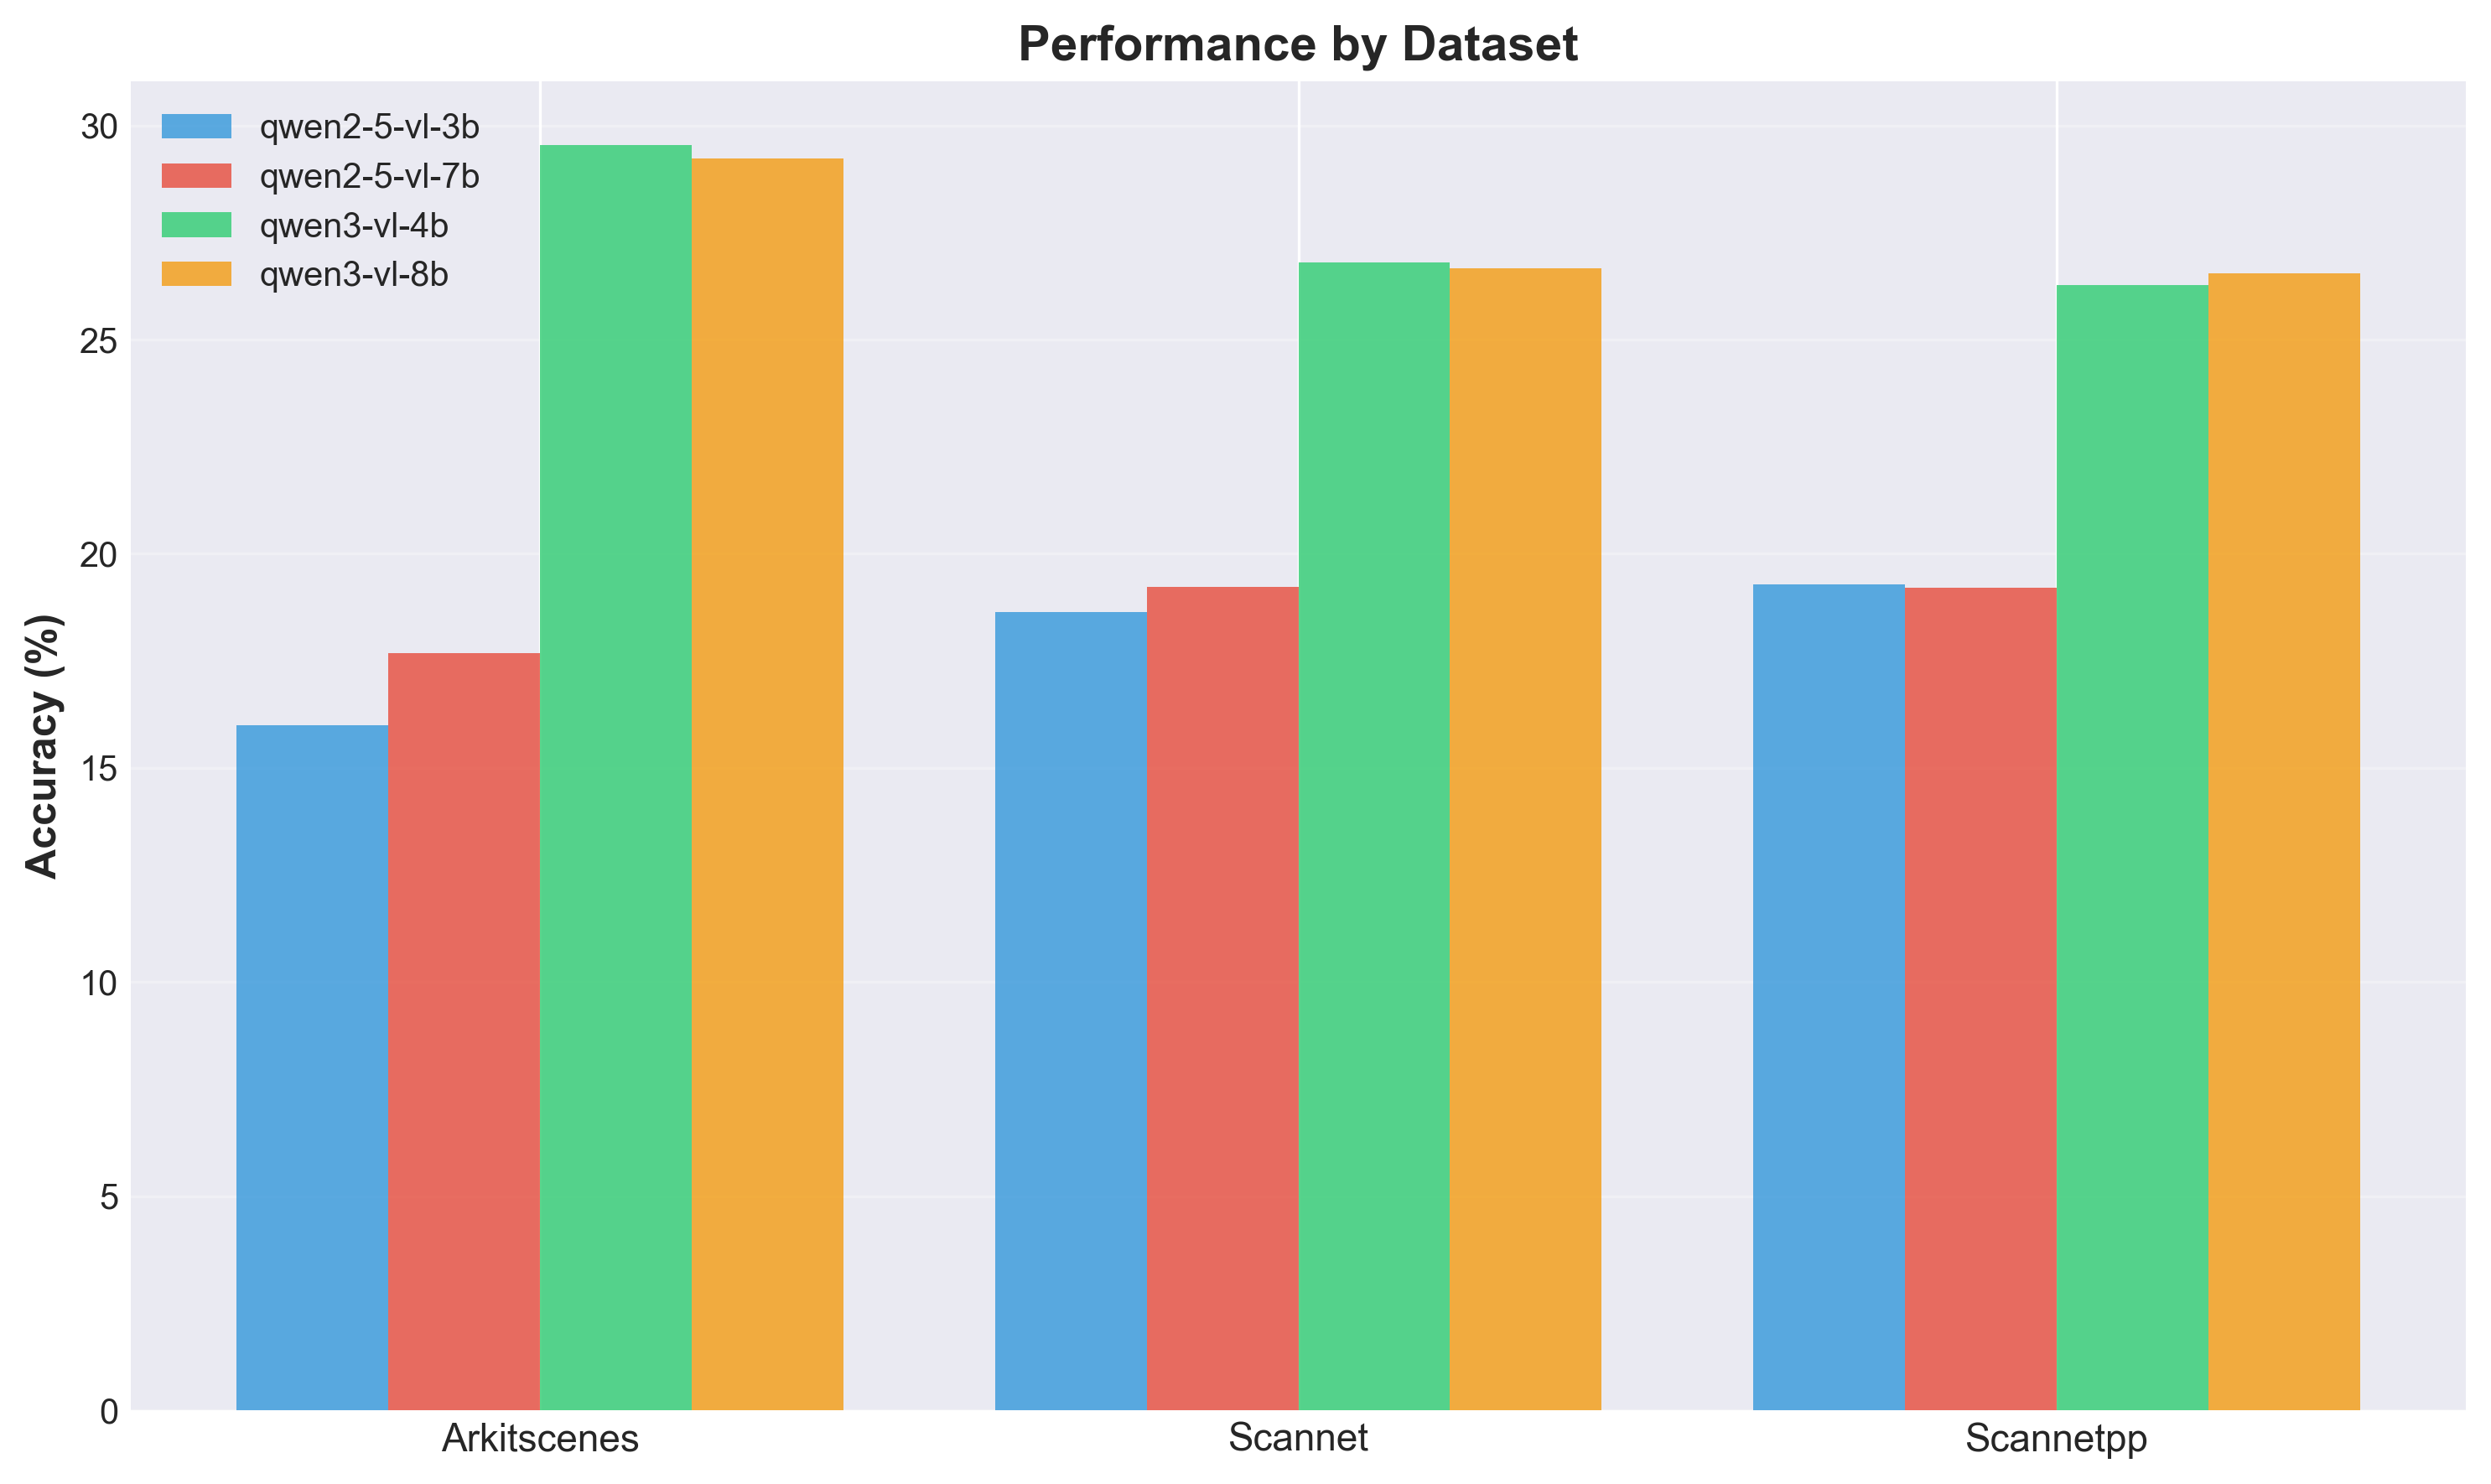 Performance by Dataset
qwen2-5-vl-3b
qwen2-5-vl-7b
qwen3-vl-4b
qwen3-vl-8b
Accuracy (%)
30
25
20
15
10
5
0
Arkitscenes
Scannet
Scannetpp